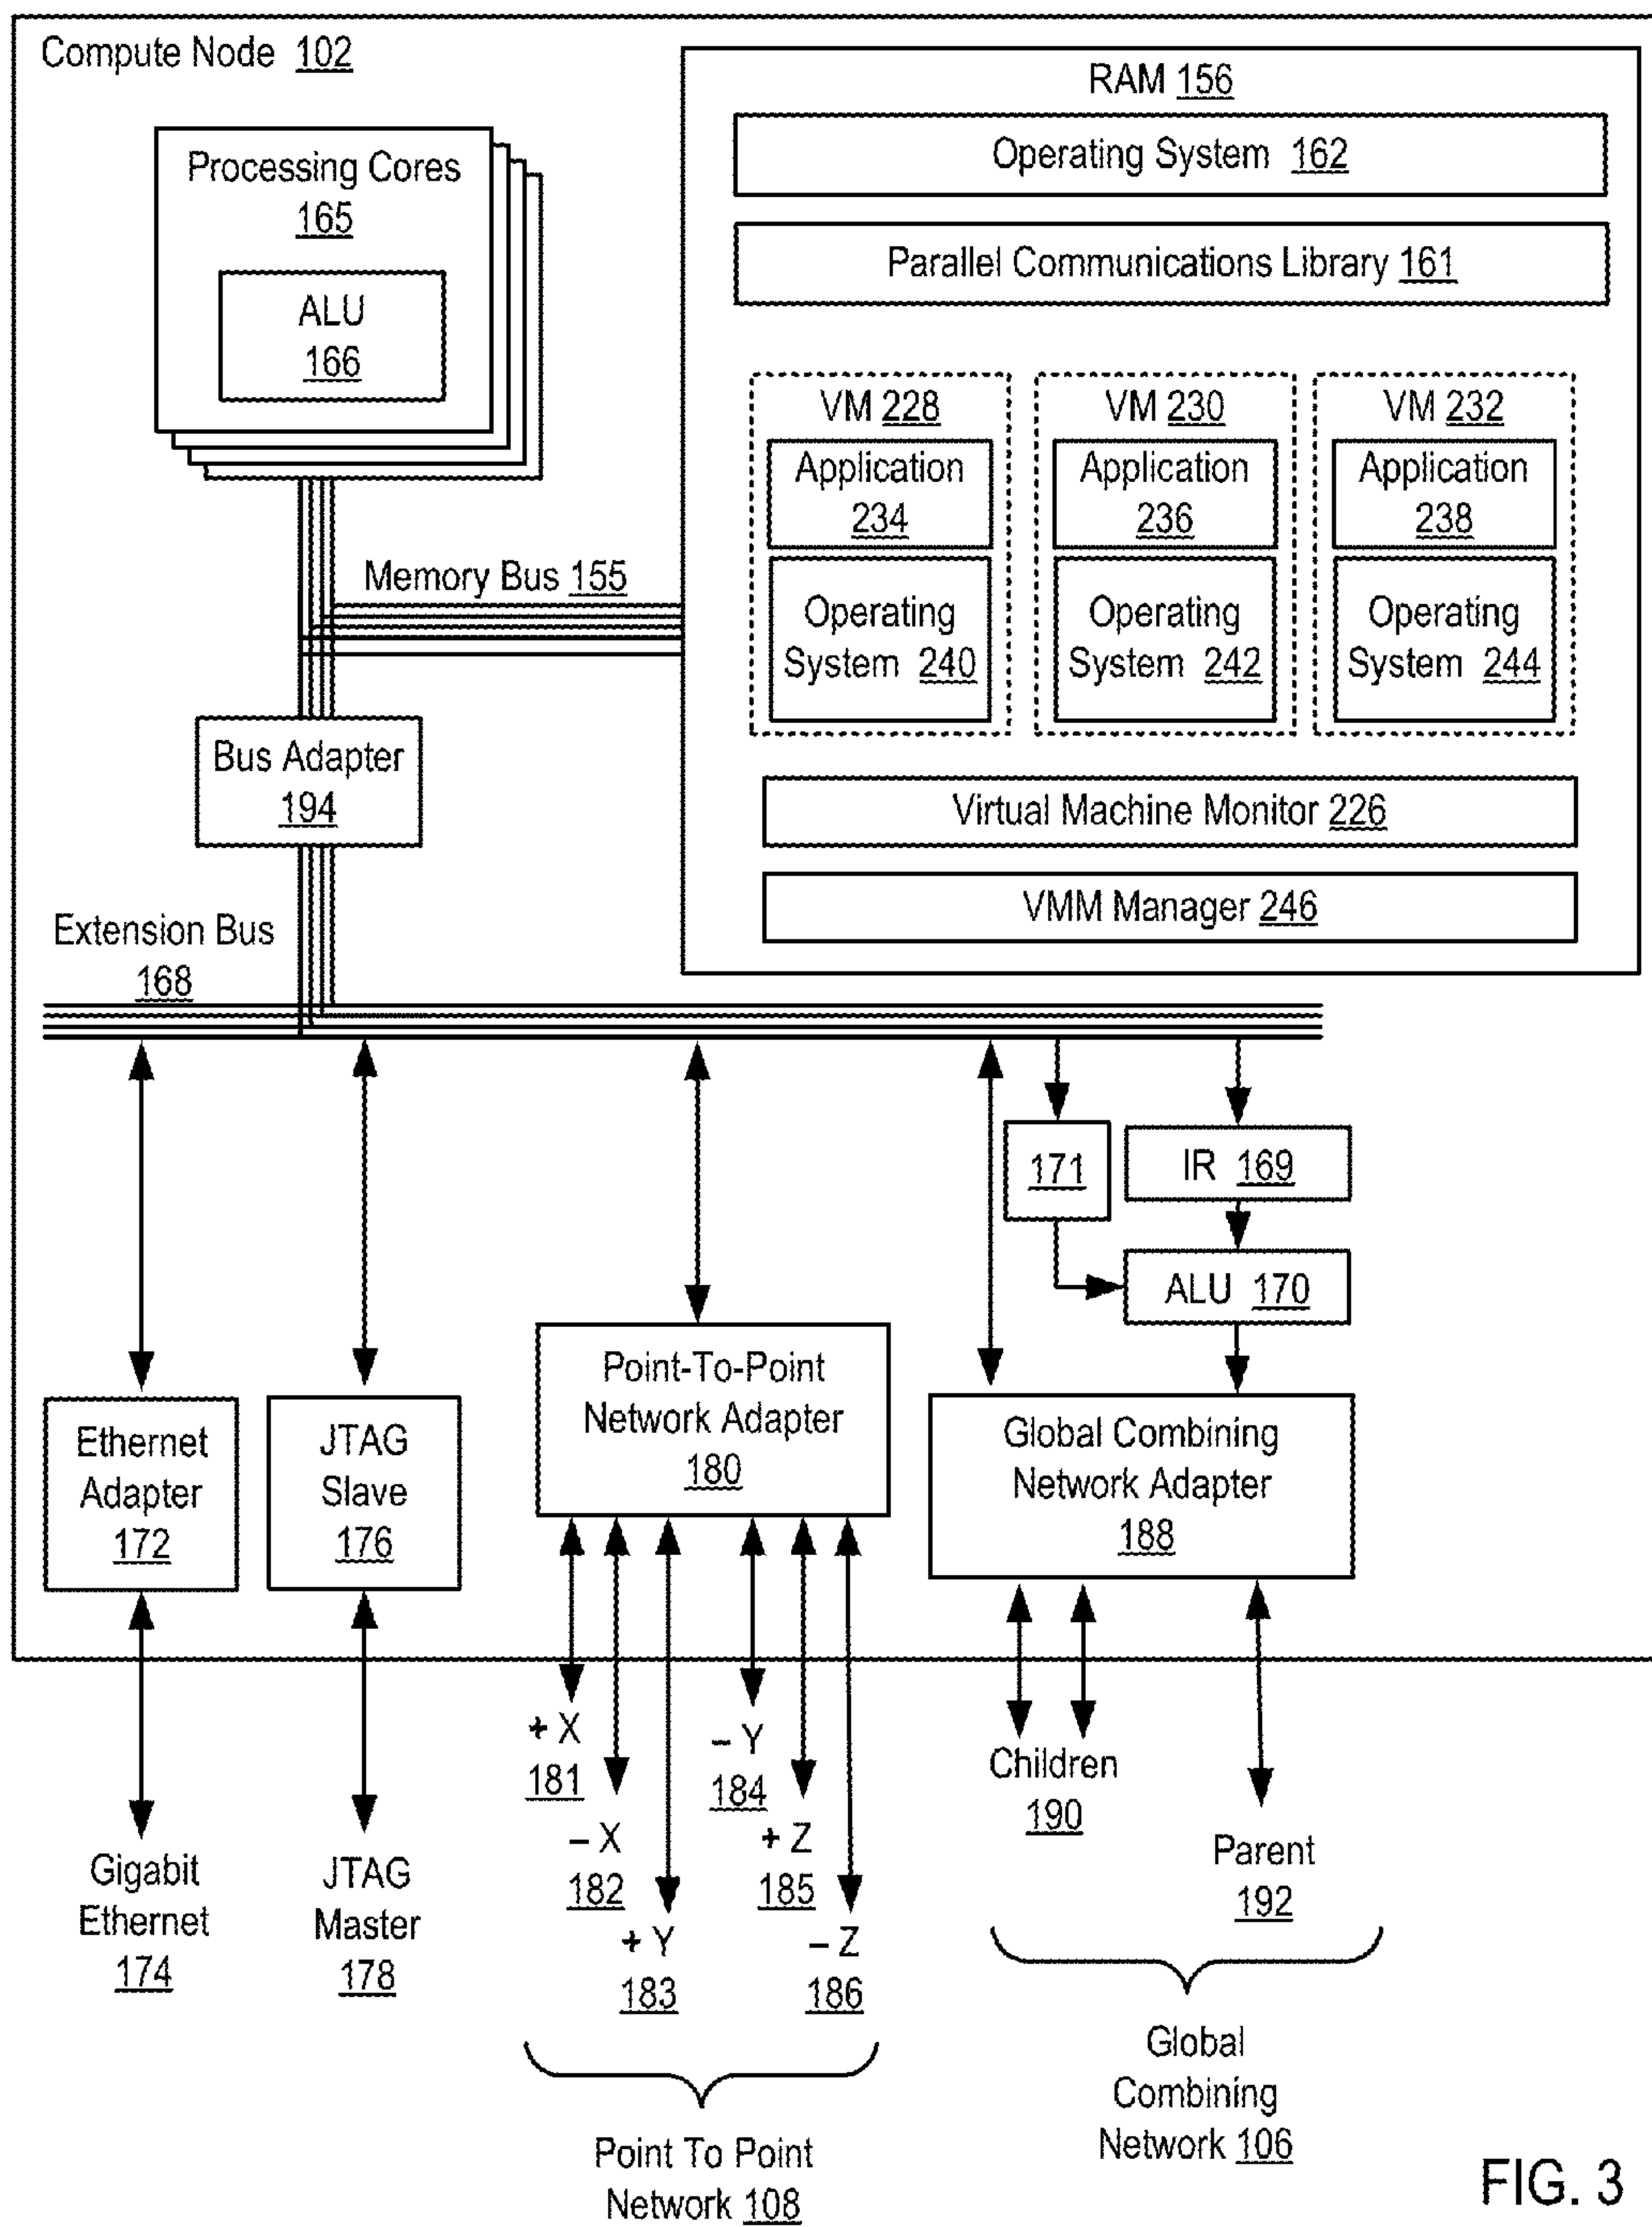 Compute Node 102
RAM 156
Operating System 162
Parallel Communications Library 161
Processing Cores
165
ALU
166
VM 228
Application
234
Operating
System 240
VM 230
Application
236
Operating
System 242
VM 232
Application
238
Operating
System 244
Virtual Machine Monitor 226
VMM Manager 246
Memory Bus 155
Bus Adapter
194
Extension Bus
168
171
IR 169
ALU 170
Ethernet
Adapter
172
JTAG
Slave
176
Point-To-Point
Network Adapter
180
Global Combining
Network Adapter
188
Gigabit
Ethernet
174
JTAG
Master
178
+ X
181
– X
182
+ Y
183
– Y
184
+ Z
185
– Z
186
Children
190
Parent
192
Point To Point
Network 108
Global
Combining
Network 106
FIG. 3